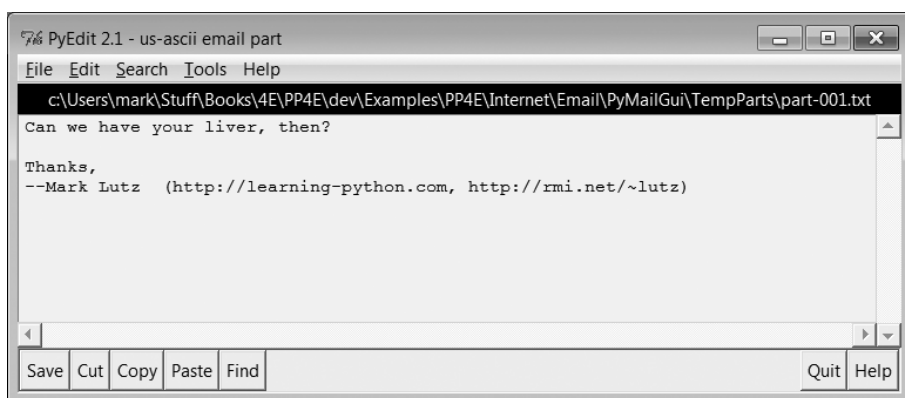 PyEdit 2.1 - us-ascii email part
File Edit Search Tools Help
c:\Users\mark\Stuff\Books\4E\PP4E\dev\Examples\PP4E\Internet\Email\PyMailGui\TempParts\part-001.txt
Can we have your liver, then?
Thanks,
--Mark Lutz (http://learning-python.com, http://rmi.net/~lutz)
Save Cut Copy Paste Find Quit Help